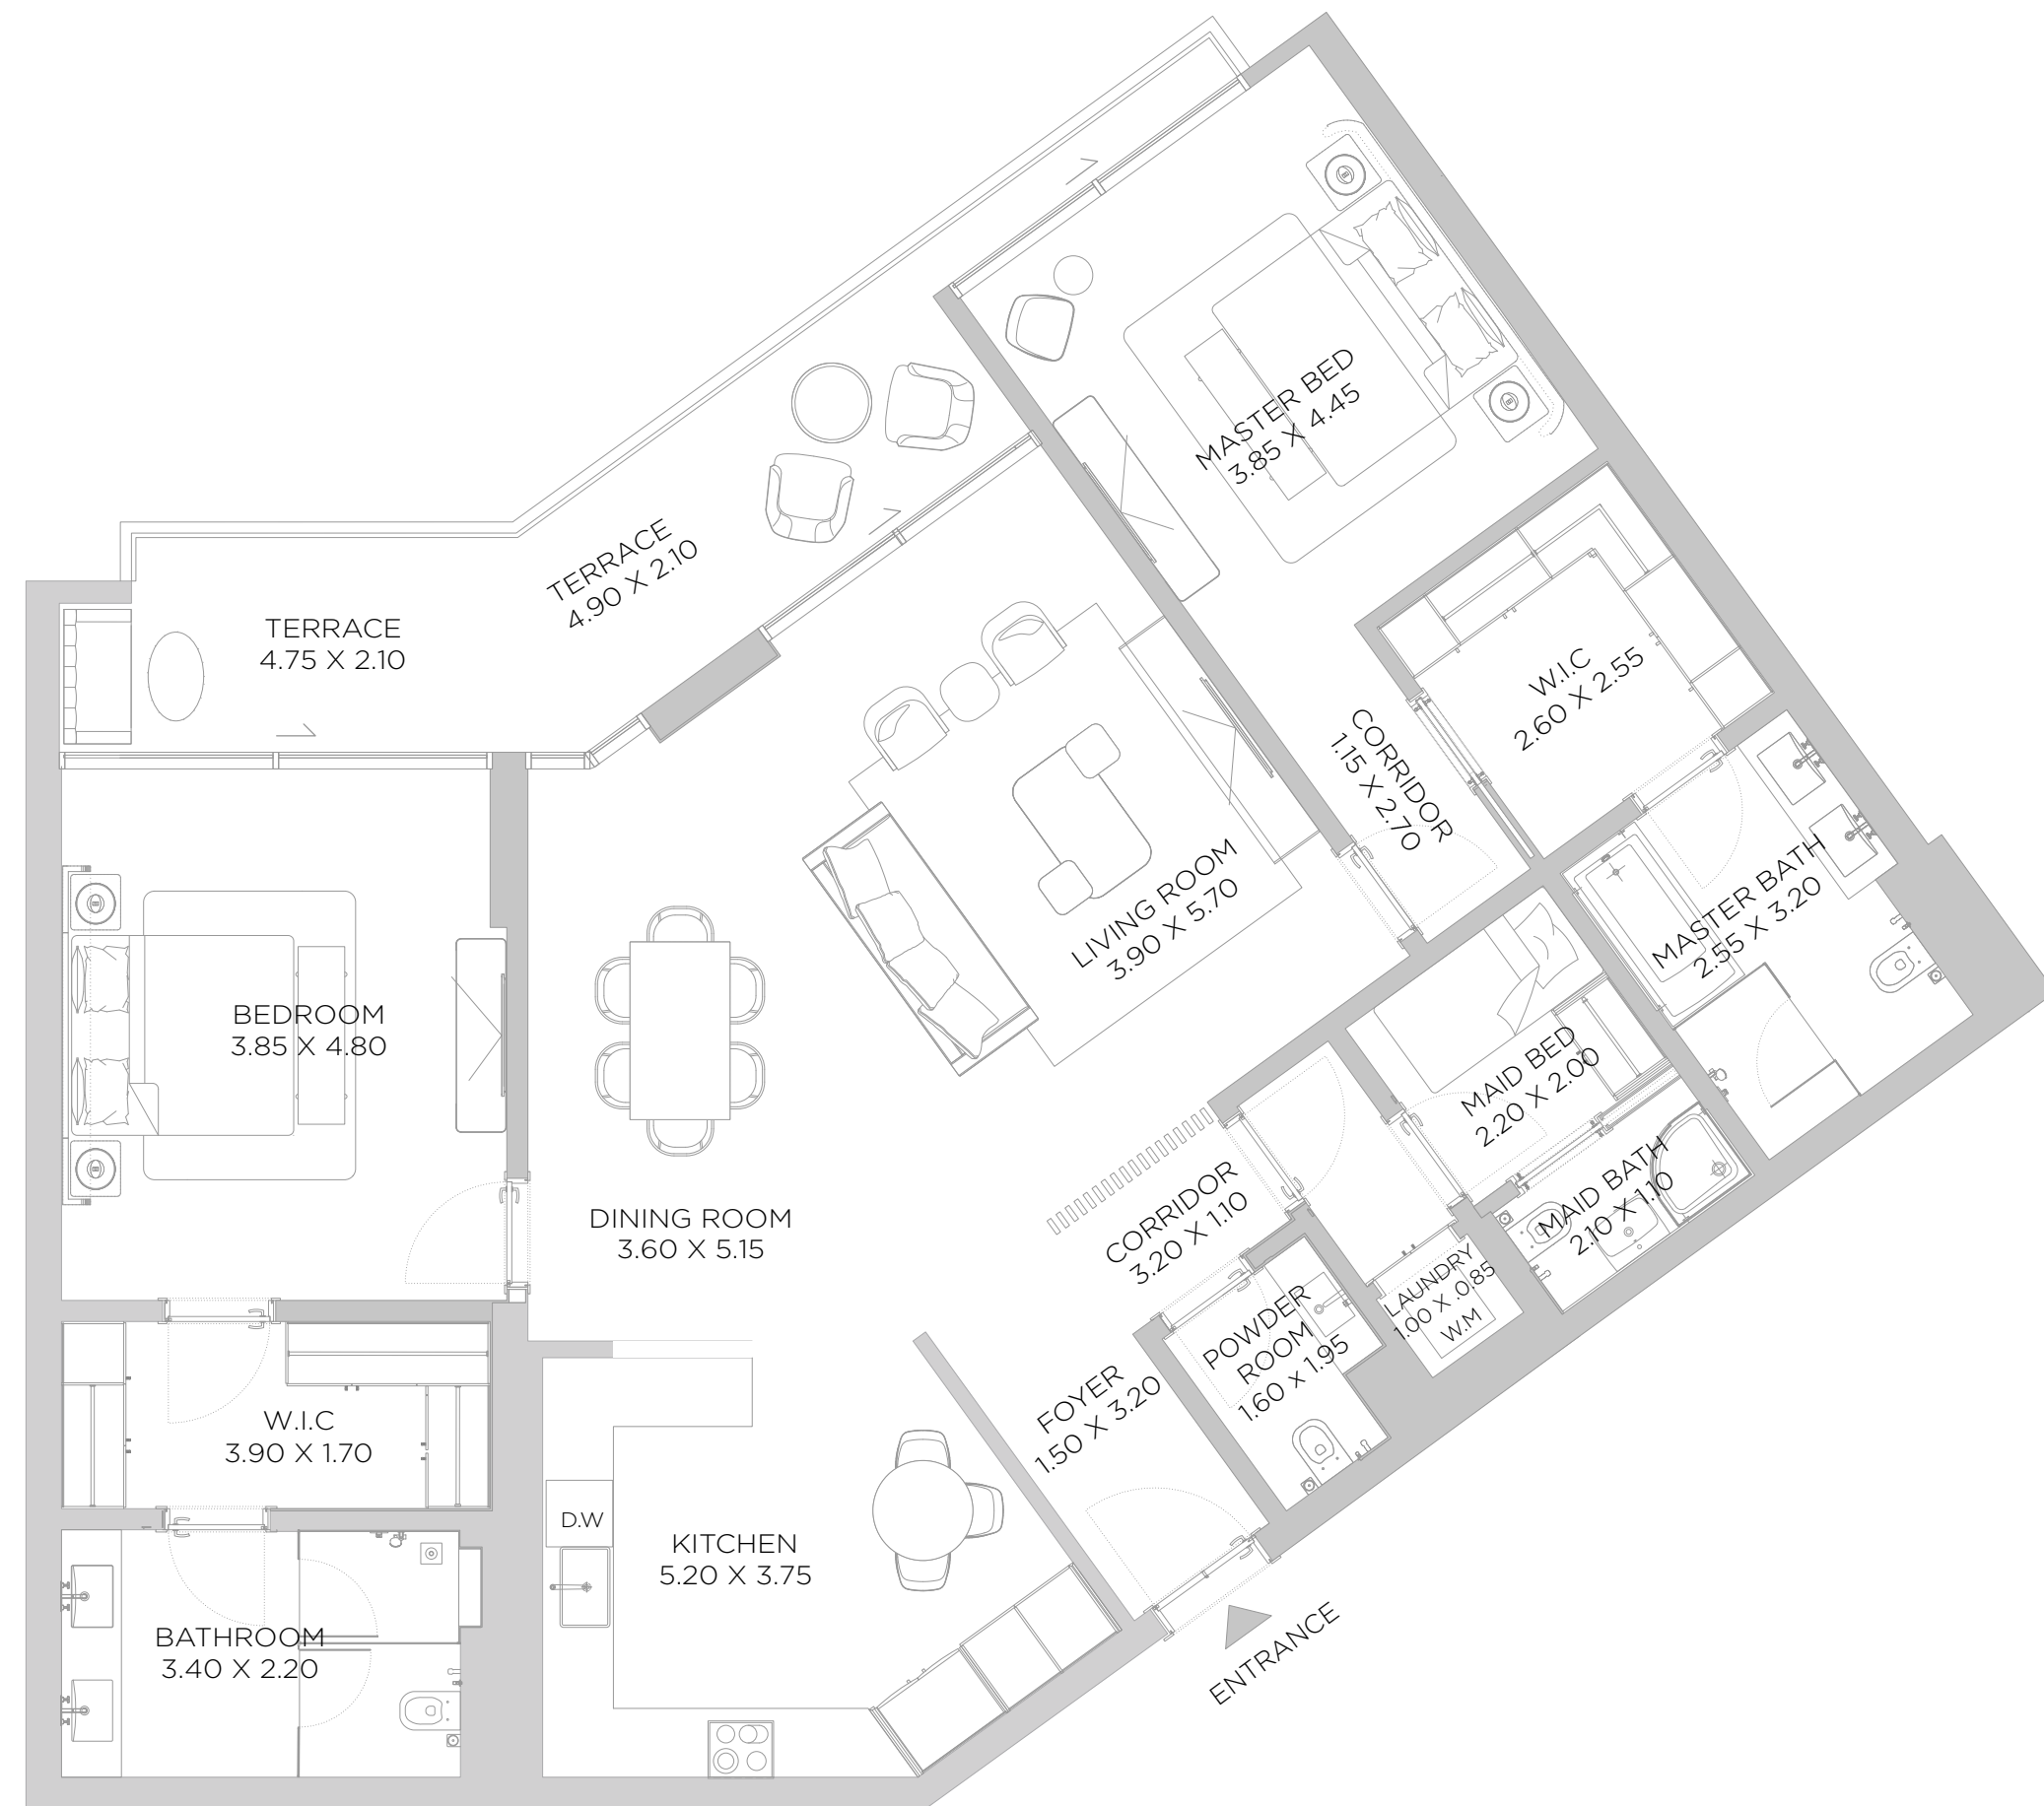 MASTER BED
3.85 X 4.45
TERRACE
4.90 X 2.10
TERRACE
4.75 X 2.10
W.I.C
2.60 X 2.55
CORRIDOR
1.15 X 2.70
LIVING ROOM
3.90 X 5.70
MASTER BATH
2.55 X 3.20
BEDROOM
3.85 X 4.80
MAID BED
2.20 X 2.00
MAID BATH
2.10 X 1.10
DINING ROOM
3.60 X 5.15
CORRIDOR
3.20 X 1.10
LAUNDRY
1.00 X .0.85
W.M
POWDER
ROOM
1.60 X 1.95
FOYER
1.50 X 3.20
W.I.C
3.90 X 1.70
D.W
KITCHEN
5.20 X 3.75
BATHROOM
3.40 X 2.20
ENTRANCE